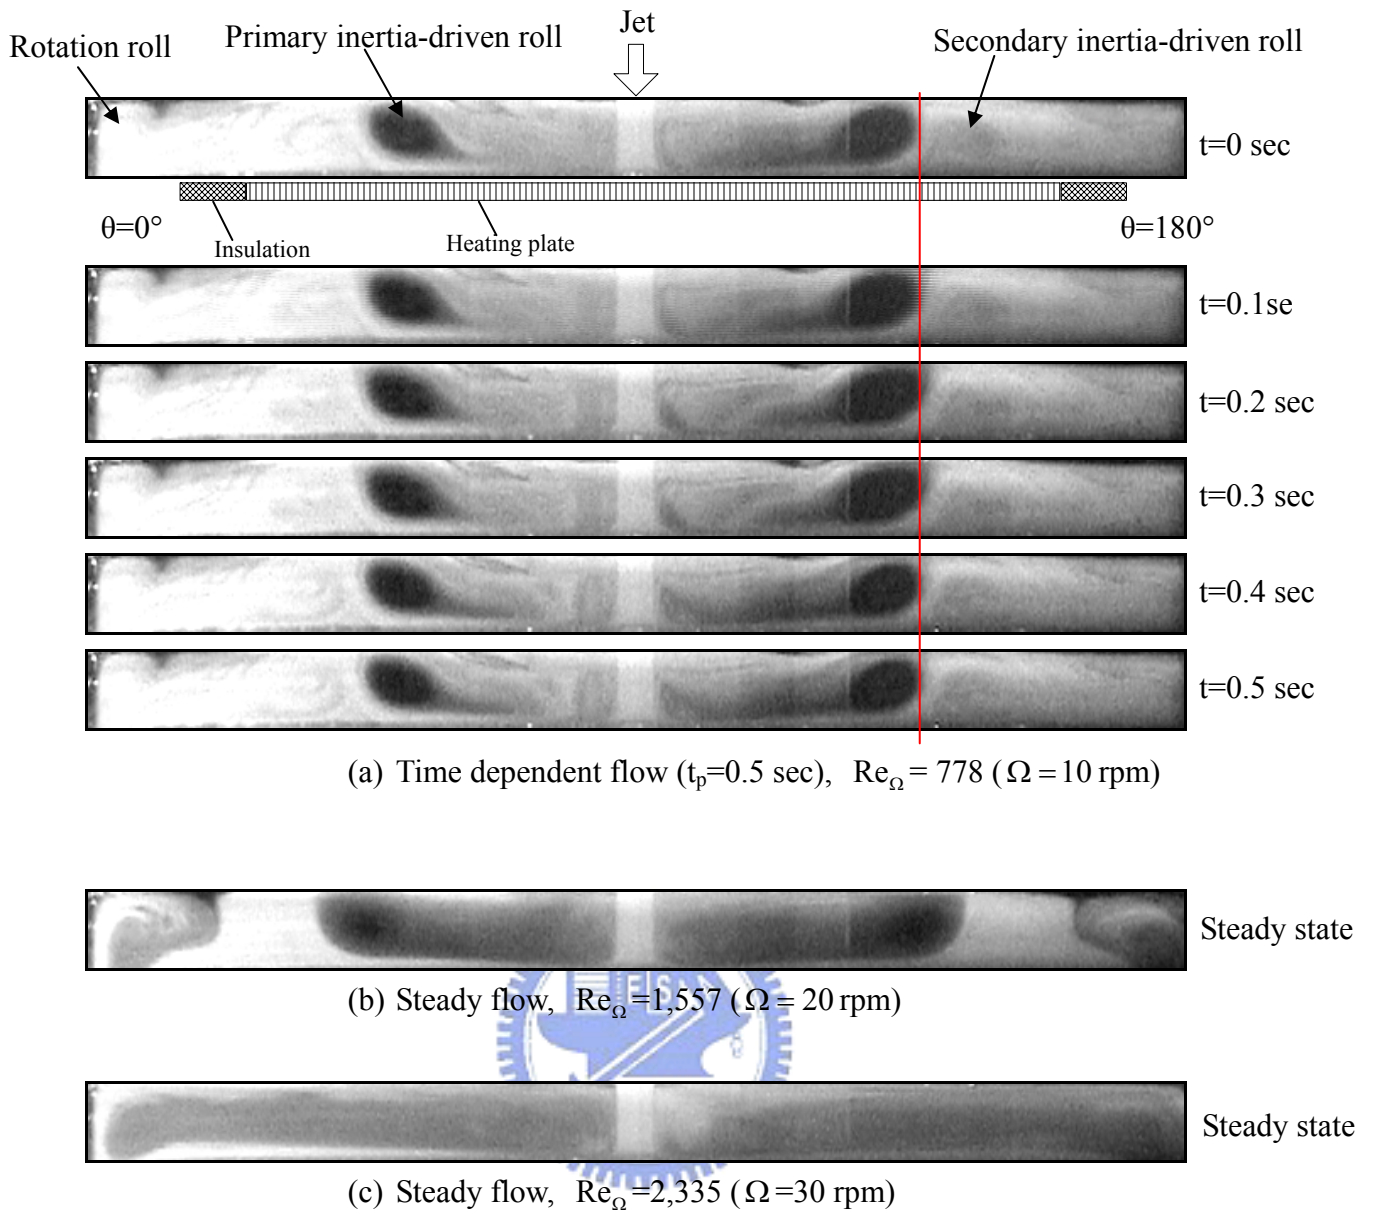 Jet
Rotation roll
Primary inertia-driven roll
Secondary inertia-driven roll
t=0 sec
θ=0°
Insulation
Heating plate
θ=180°
t=0.1se
t=0.2 sec
t=0.3 sec
t=0.4 sec
t=0.5 sec
(a) Time dependent flow (tp=0.5 sec), ReΩ = 778 ( Ω = 10 rpm)
Steady state
(b) Steady flow, ReΩ =1,557 ( Ω = 20 rpm)
ESA
Steady state
(c) Steady flow, ReΩ =2,335 ( Ω =30 rpm)